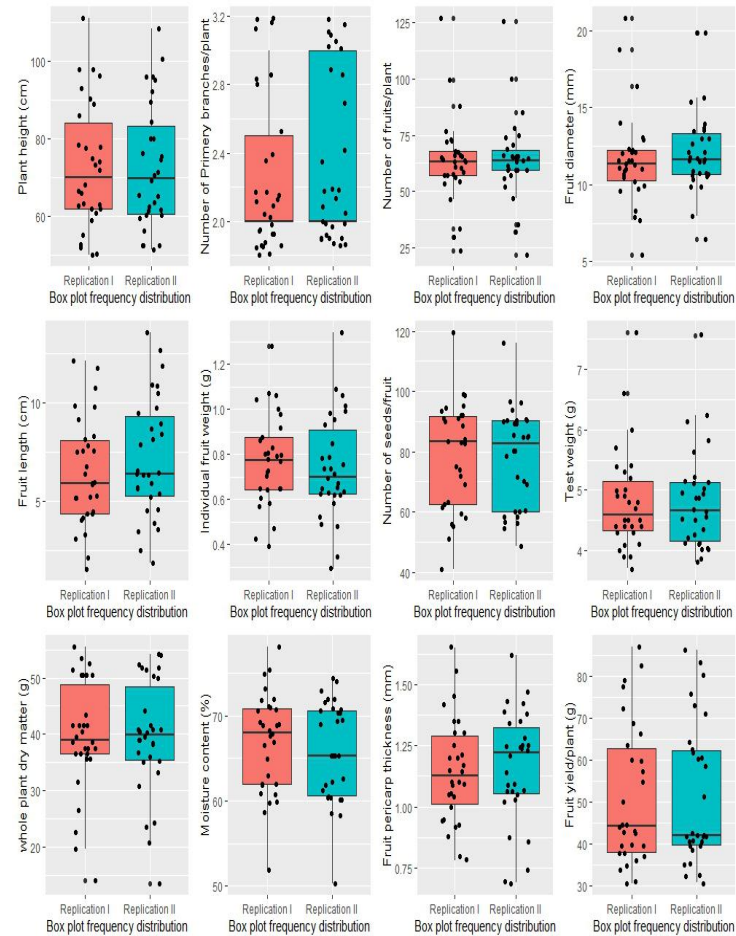 Plant height (cm)
100
80
60
Replication I Replication II
Box plot frequency distribution
Number of Primery branches/plant
3.2
2.8
2.4
2.0
Replication I Replication II
Box plot frequency distribution
Number of fruits/plant
125
100
75
50
25
Replication I Replication II
Box plot frequency distribution
Fruit diameter (mm)
20
15
10
5
Replication I Replication II
Box plot frequency distribution
Fruit length (cm)
10
5
Replication I Replication II
Box plot frequency distribution
Individual fruit weight (g)
1.2
1.0
0.8
0.6
0.4
Replication I Replication II
Box plot frequency distribution
Number of seeds/fruit
120
100
80
60
40
Replication I Replication II
Box plot frequency distribution
Test weight (g)
7
6
5
4
Replication I Replication II
Box plot frequency distribution
whole plant dry matter (g)
50
40
30
20
Replication I Replication II
Box plot frequency distribution
Moisture content (%)
70
60
50
Replication I Replication II
Box plot frequency distribution
Fruit pericarp thickness (mm)
1.50
1.25
1.00
0.75
Replication I Replication II
Box plot frequency distribution
Fruit yield/plant (g)
80
70
60
50
40
30
Replication I Replication II
Box plot frequency distribution